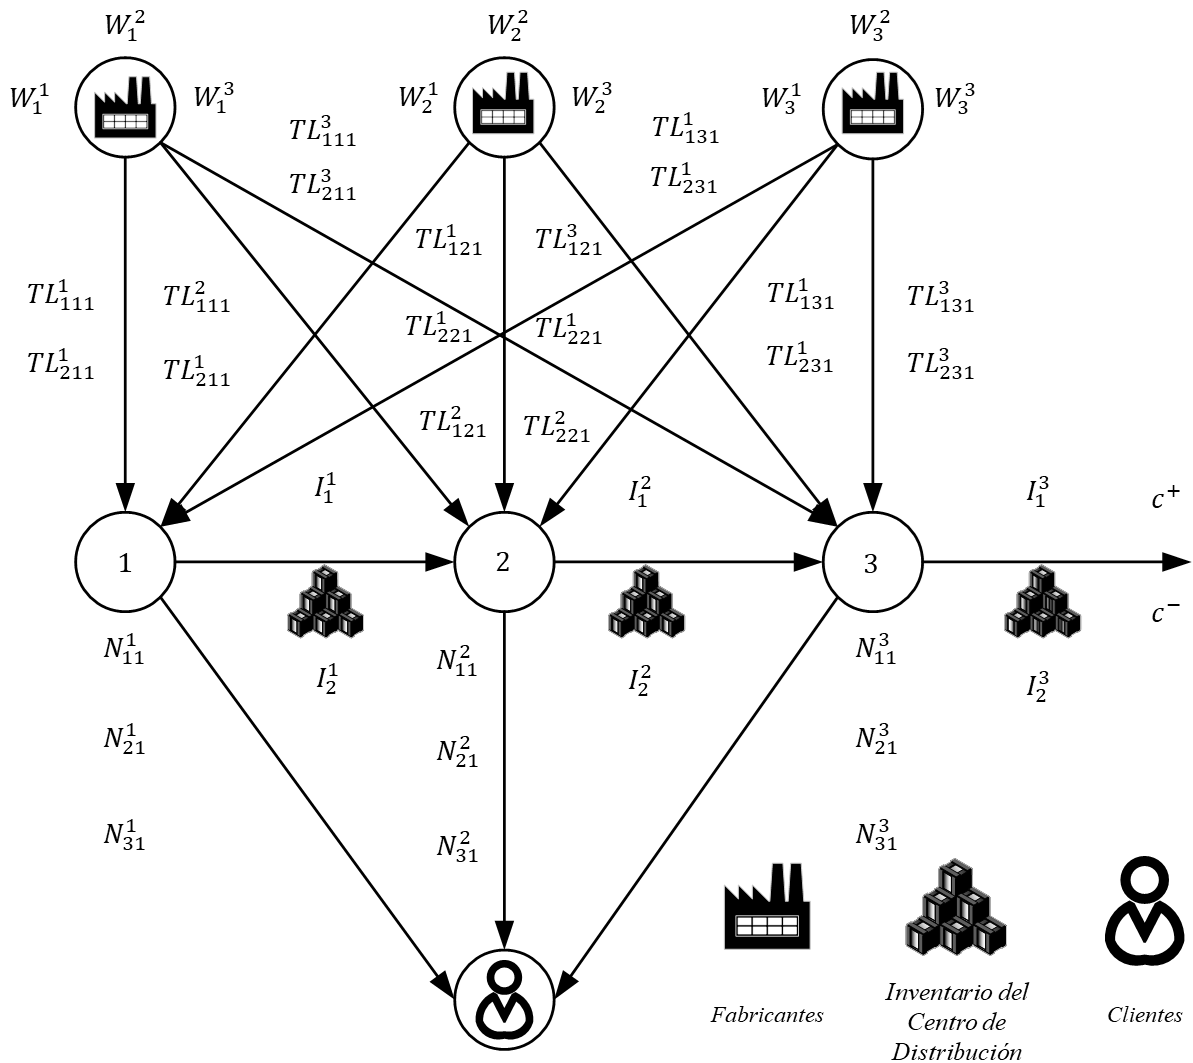 W_1^2
W_2^2
W_3^2
W_1^1
W_1^3
W_2^1
W_2^3
W_3^1
W_3^3
TL_{111}^3
TL_{131}^1
TL_{211}^3
TL_{231}^1
TL_{121}^1
TL_{121}^3
TL_{111}^1
TL_{111}^2
TL_{131}^1
TL_{131}^3
TL_{221}^1
TL_{221}^1
TL_{211}^1
TL_{211}^1
TL_{231}^1
TL_{231}^3
TL_{121}^2
TL_{221}^2
I_1^1
I_1^2
I_1^3
c^+
1
2
3
c^-
N_{11}^1
I_2^1
N_{11}^2
I_2^2
N_{11}^3
I_2^3
N_{21}^1
N_{21}^2
N_{21}^3
N_{31}^1
N_{31}^2
N_{31}^3
Fabricantes
Inventario del
Centro de
Distribución
Clientes